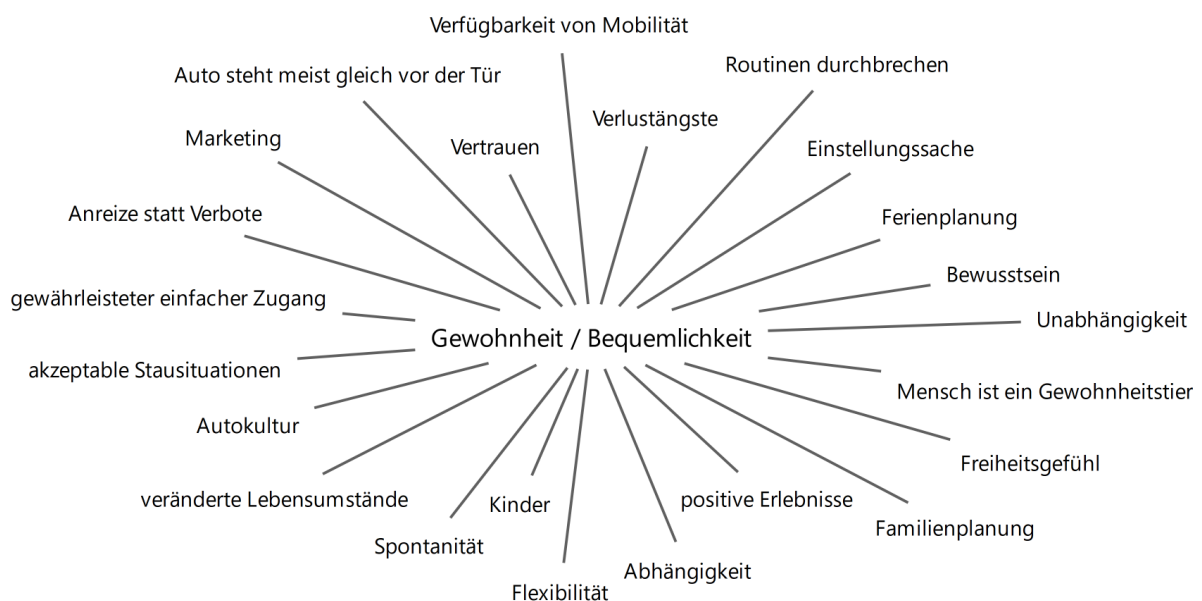 Verfügbarkeit von Mobilität
Routinen durchbrechen
Auto steht meist gleich vor der Tür
Verlustängste
Marketing
Vertrauen
Einstellungssache
Anreize statt Verbote
Ferienplanung
Bewusstsein
gewährleisteter einfacher Zugang
Unabhängigkeit
Gewohnheit / Bequemlichkeit
akzeptable Stausituationen
Mensch ist ein Gewohnheitstier
Autokultur
Freiheitsgefühl
veränderte Lebensumstände
Kinder
positive Erlebnisse
Familienplanung
Spontanität
Abhängigkeit
Flexibilität